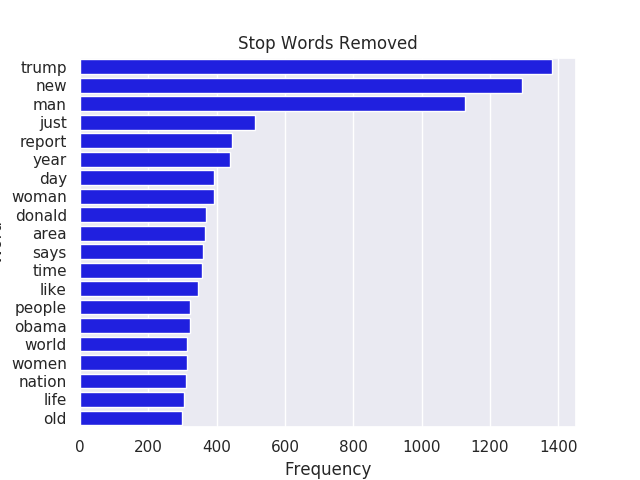 Stop Words Removed
trump
new
man
just
report
year
day
woman
donald
area
says
time
like
people
obama
world
women
nation
life
old
0 200 400 600 800 1000 1200 1400
Frequency